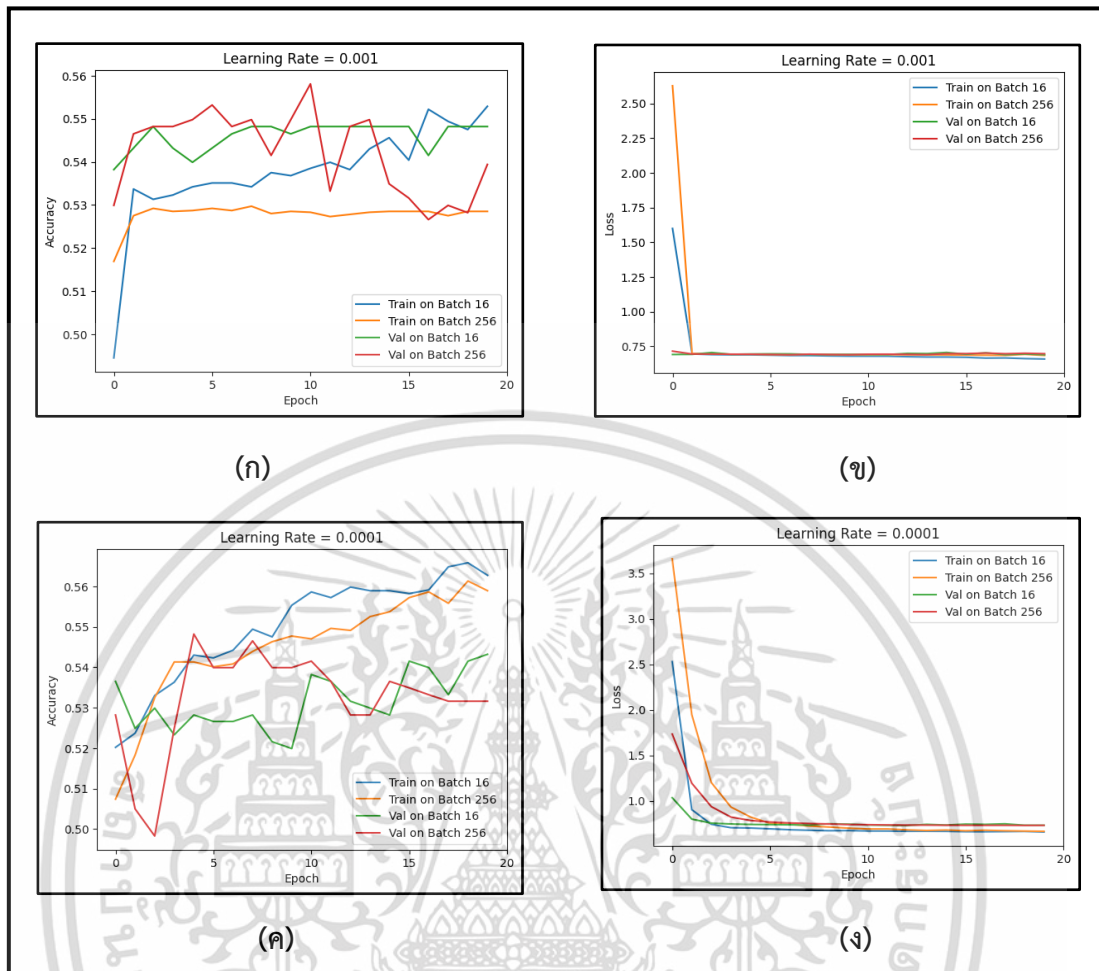 Learning Rate = 0.001
0.56
0.55
0.54
0.53
0.52
0.51
0.50
Accuracy
0
5
10
15
20
Epoch
Train on Batch 16
Train on Batch 256
Val on Batch 16
Val on Batch 256
(ก)
Learning Rate = 0.001
2.50
2.25
2.00
1.75
1.50
1.25
1.00
0.75
Loss
0
5
10
15
20
Epoch
Train on Batch 16
Train on Batch 256
Val on Batch 16
Val on Batch 256
(ข)
Learning Rate = 0.0001
0.56
0.55
0.54
0.53
0.52
0.51
0.50
Accuracy
0
5
10
15
20
Epoch
Train on Batch 16
Train on Batch 256
Val on Batch 16
Val on Batch 256
(ค)
Learning Rate = 0.0001
3.5
3.0
2.5
2.0
1.5
1.0
Loss
0
5
10
15
20
Epoch
Train on Batch 16
Train on Batch 256
Val on Batch 16
Val on Batch 256
(ง)